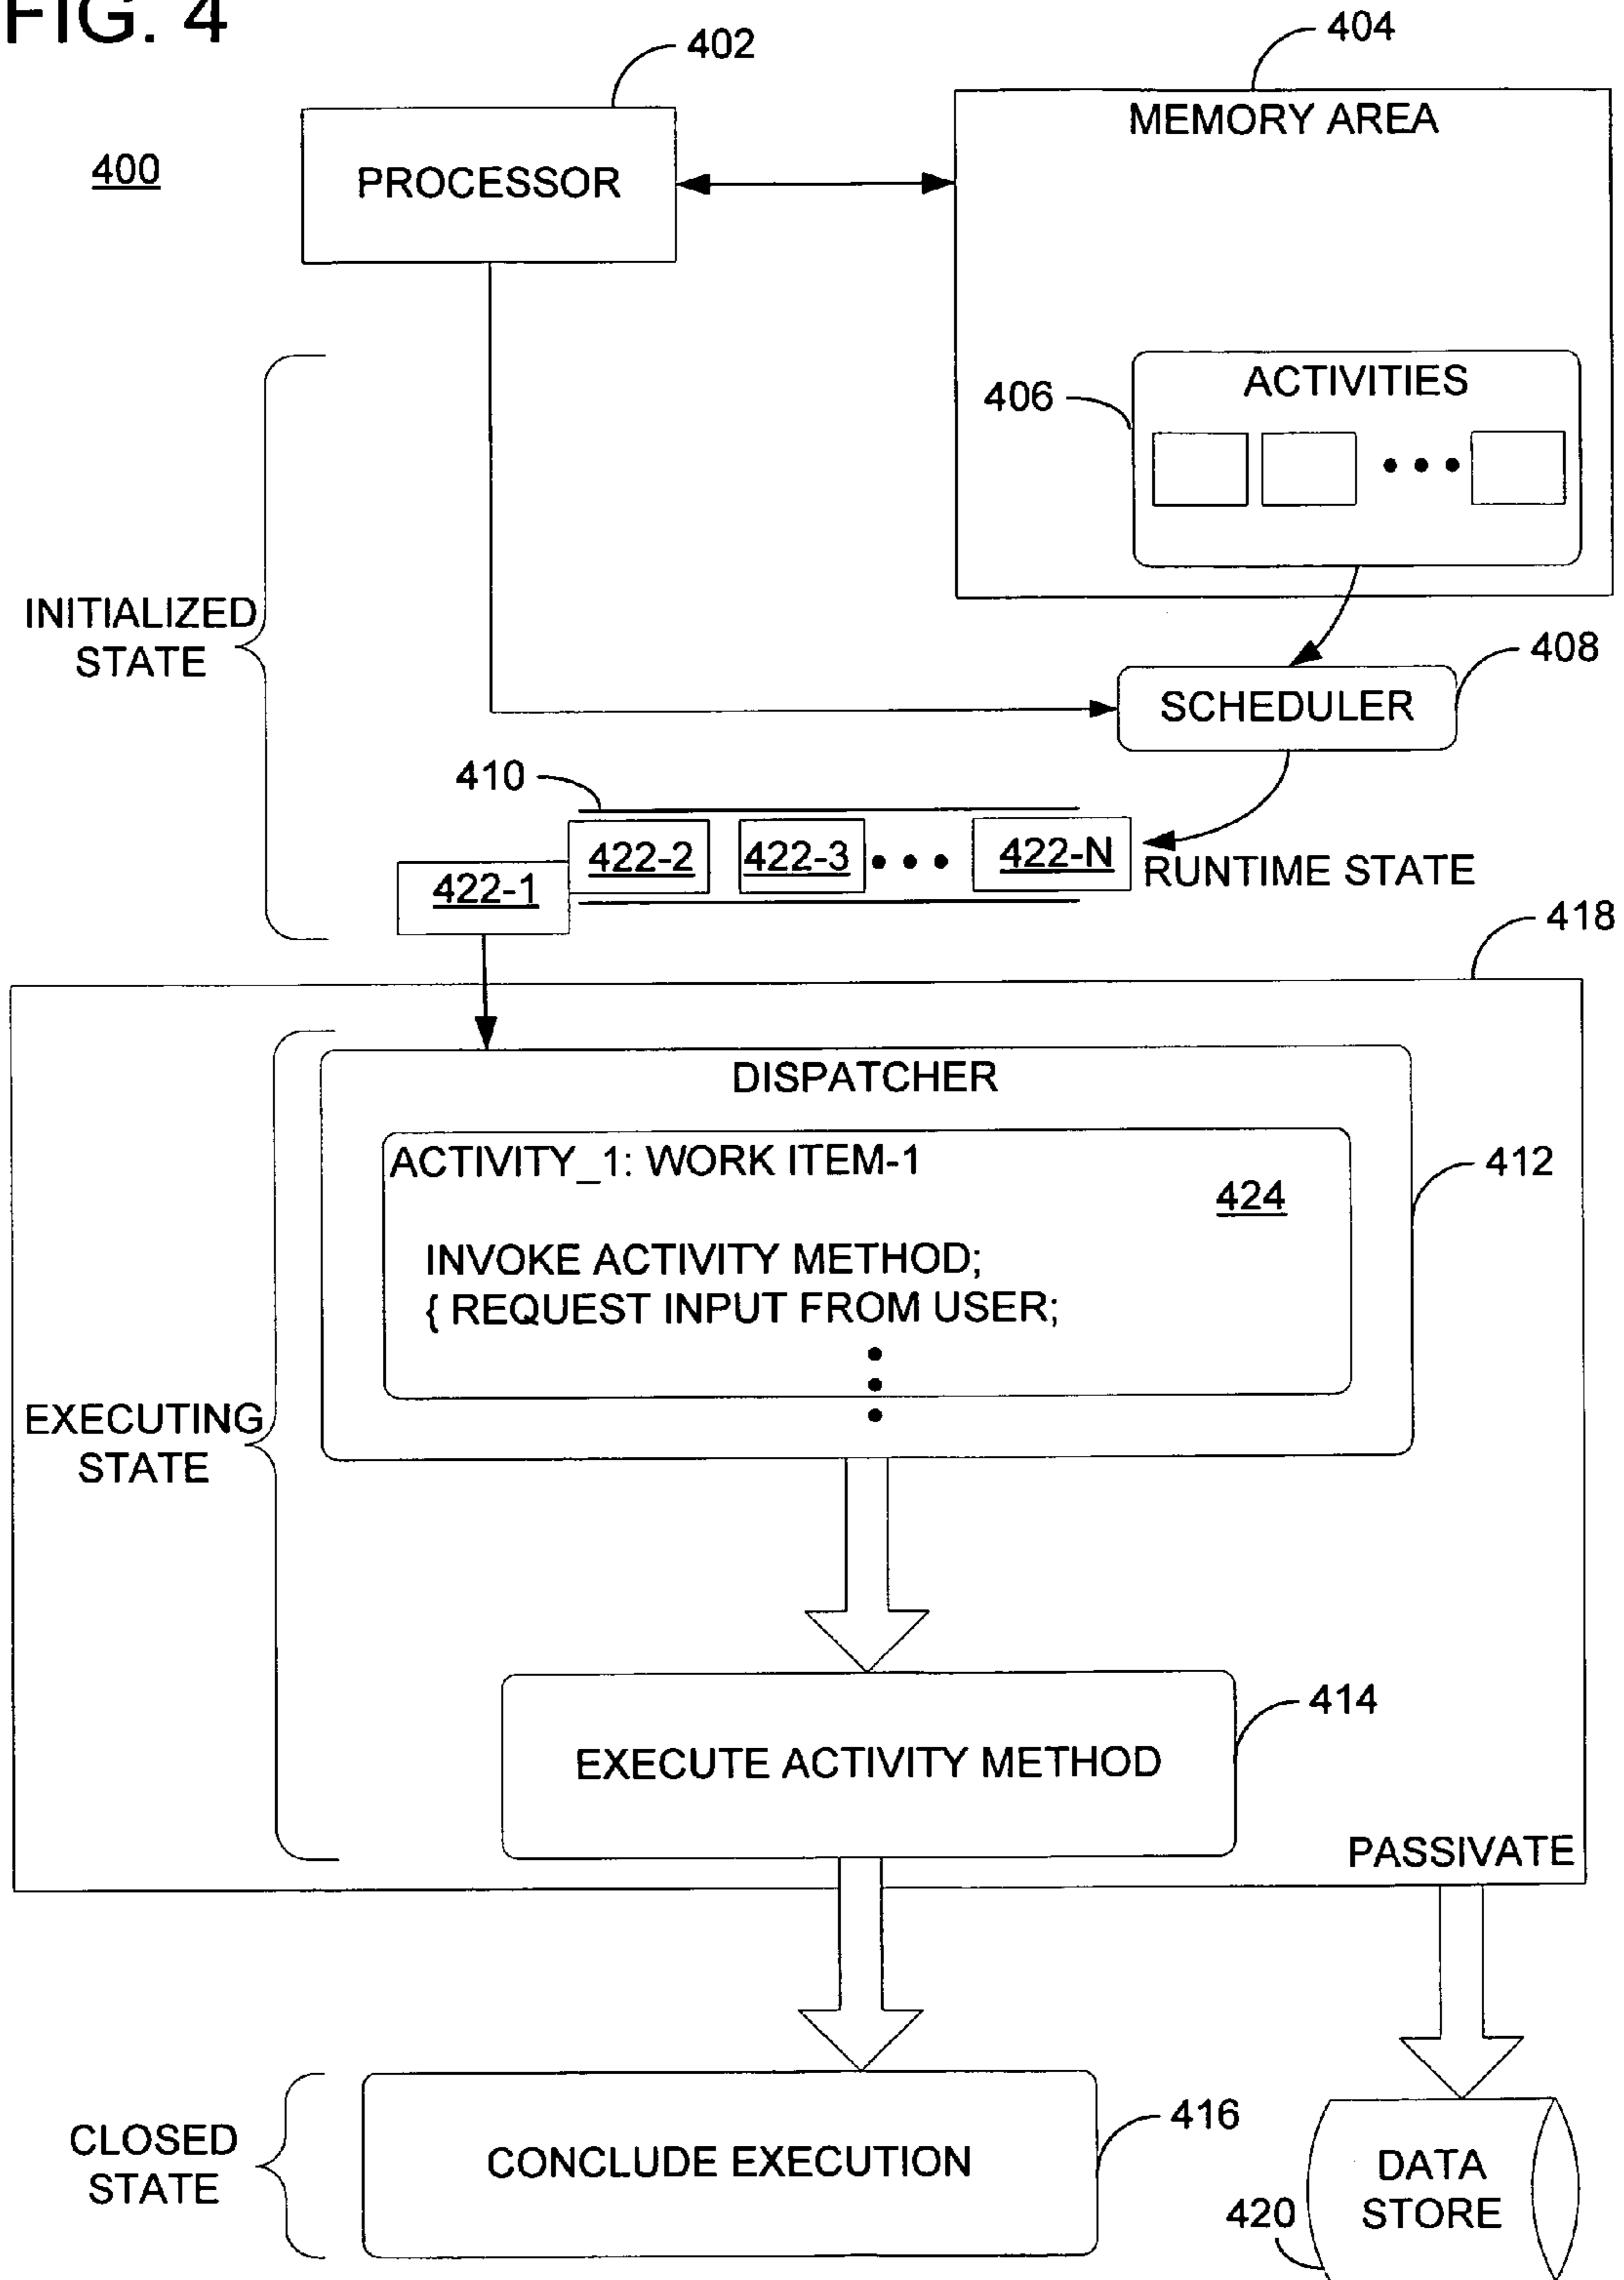 FIG. 4
402
404
400
PROCESSOR
MEMORY AREA
406
ACTIVITIES
INITIALIZED
STATE
408
SCHEDULER
410
422-1
422-2
422-3
422-N
RUNTIME STATE
418
DISPATCHER
ACTIVITY_1: WORK ITEM-1
424
412
INVOKE ACTIVITY METHOD;
{ REQUEST INPUT FROM USER;
EXECUTING
STATE
414
EXECUTE ACTIVITY METHOD
PASSIVATE
CLOSED
STATE
416
CONCLUDE EXECUTION
DATA
STORE
420